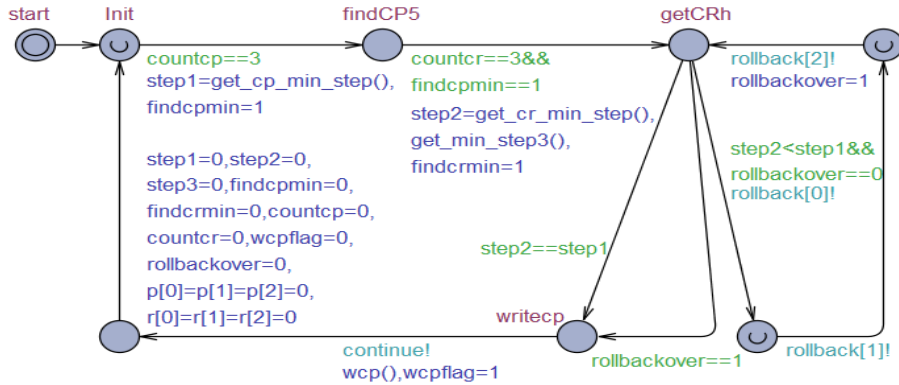 start
Init
findCP5
getCRh
countcp==3
step1=get_cp_min_step(),
findcpmin=1
countcr==3&&
findcpmin==1
step2=get_cr_min_step(),
get_min_step3(),
findcrmin=1
rollback[2]!
rollbackover=1
step2<step1&&
rollbackover==0
rollback[0]!
step1=0,step2=0,
step3=0,findcpmin=0,
findcrmin=0,countcp=0,
countcr=0,wcpflag=0,
rollbackover=0,
p[0]=p[1]=p[2]=0,
r[0]=r[1]=r[2]=0
step2==step1
writecp
continue!
wcp(),wcpflag=1
rollbackover==1
rollback[1]!